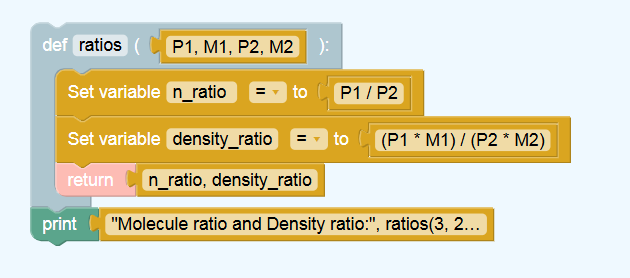 def ratios ( P1, M1, P2, M2 ):
Set variable n_ratio = to P1 / P2
Set variable density_ratio = to (P1 * M1) / (P2 * M2)
return n_ratio, density_ratio
print "Molecule ratio and Density ratio:", ratios(3, 2...